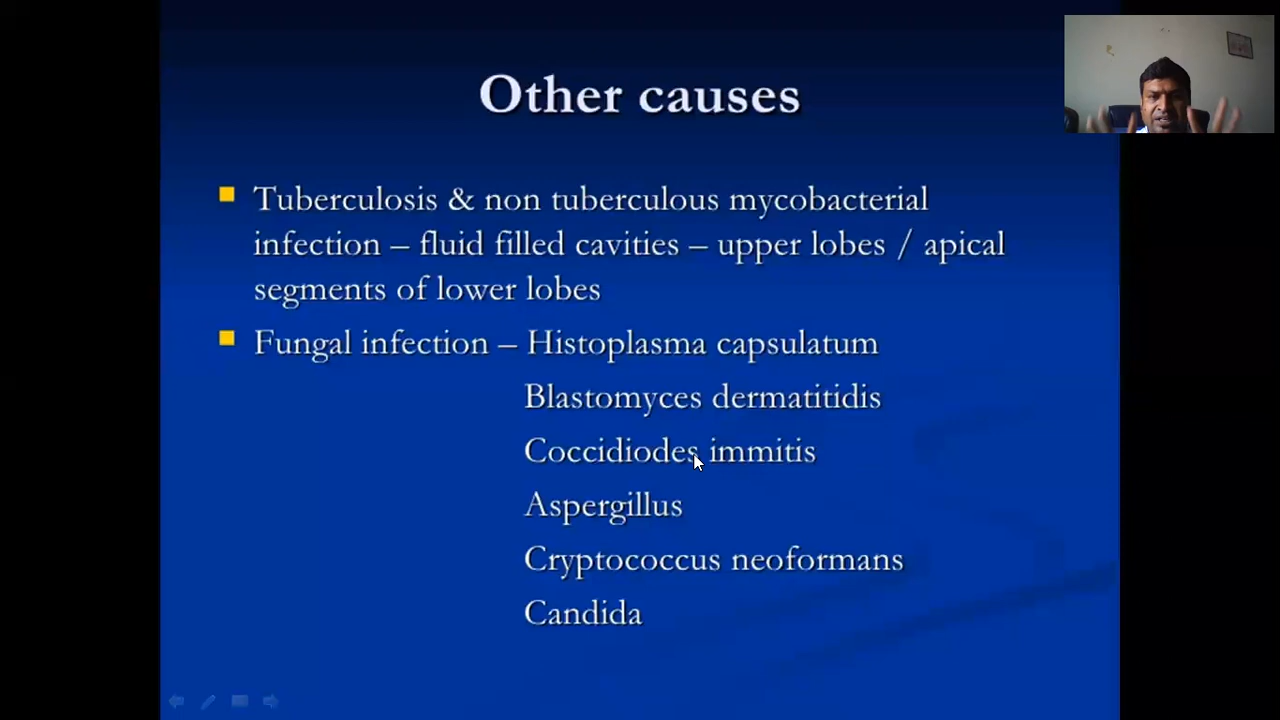 Other causes
Tuberculosis & non tuberculous mycobacterial
infection – fluid filled cavities – upper lobes / apical
segments of lower lobes
Fungal infection – Histoplasma capsulatum
Blastomyces dermatitidis
Coccidiodes immitis
Aspergillus
Cryptococcus neoformans
Candida